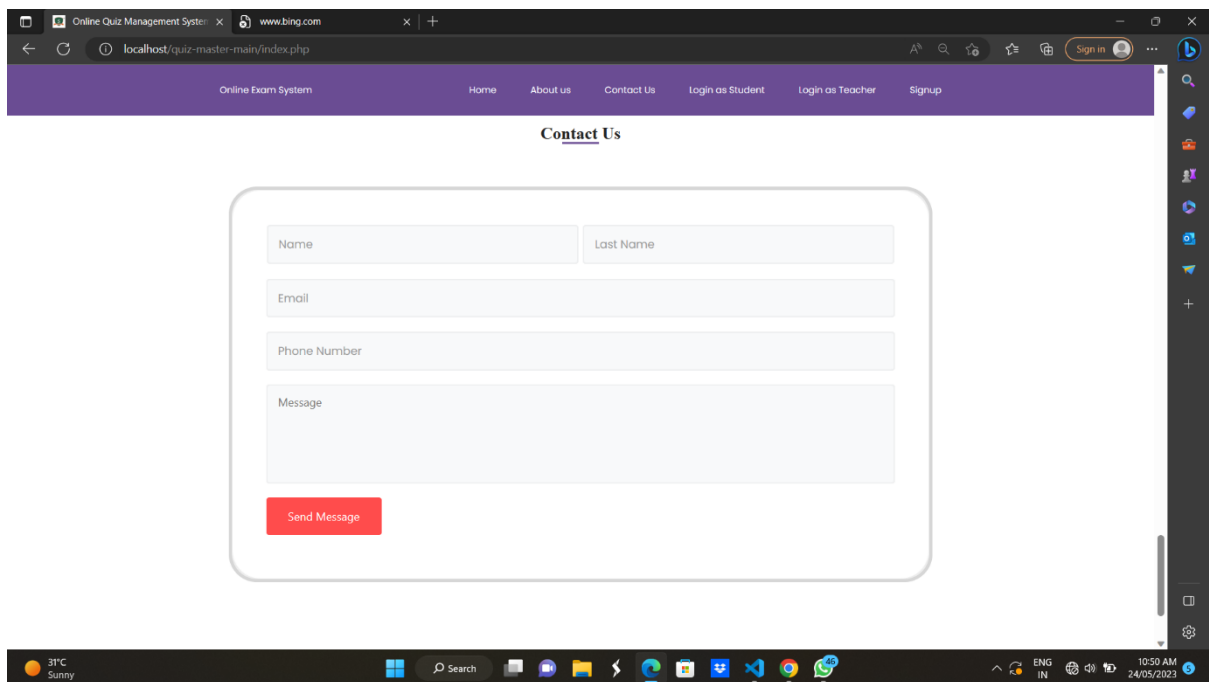 Online Quiz Management System
www.bing.com
localhost/quiz-master-main/index.php
Sign in
Online Exam System Home About us Contact Us Login as Student Login as Teacher Signup
Contact Us
Name Last Name
Email
Phone Number
Message
Send Message
31°C
Sunny
Search
46
ENG
IN
10:50 AM
24/05/2023
5